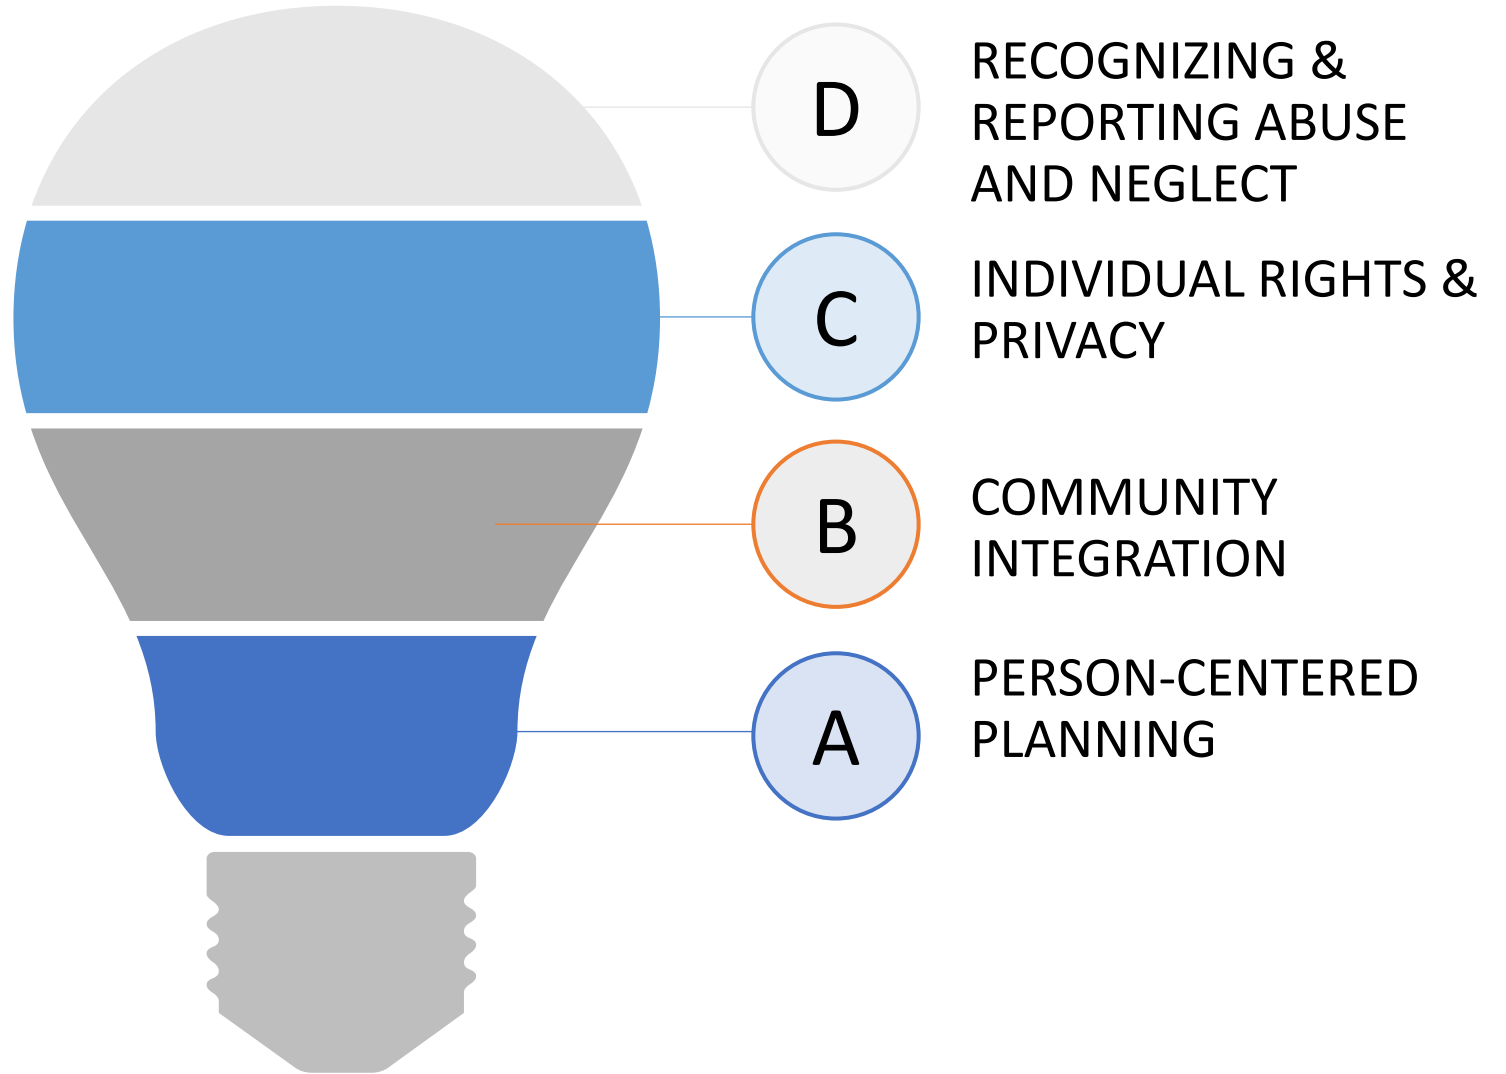 D
RECOGNIZING &
REPORTING ABUSE
AND NEGLECT
C
INDIVIDUAL RIGHTS &
PRIVACY
B
COMMUNITY
INTEGRATION
A
PERSON-CENTERED
PLANNING